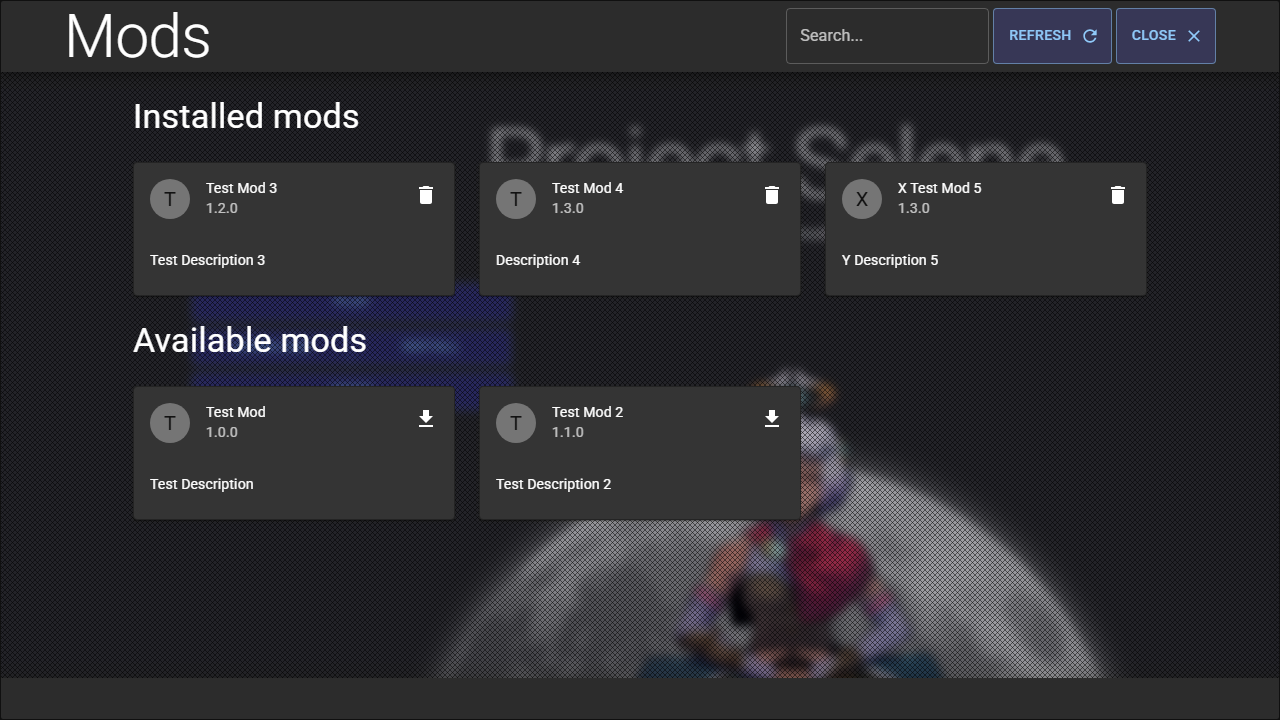 Mods
Search...
REFRESH
CLOSE
Installed mods
Project Selene
T
Test Mod 3
1.2.0
Test Description 3
T
Test Mod 4
1.3.0
Description 4
X
X Test Mod 5
1.3.0
Y Description 5
Available mods
T
Test Mod
1.0.0
Test Description
T
Test Mod 2
1.1.0
Test Description 2